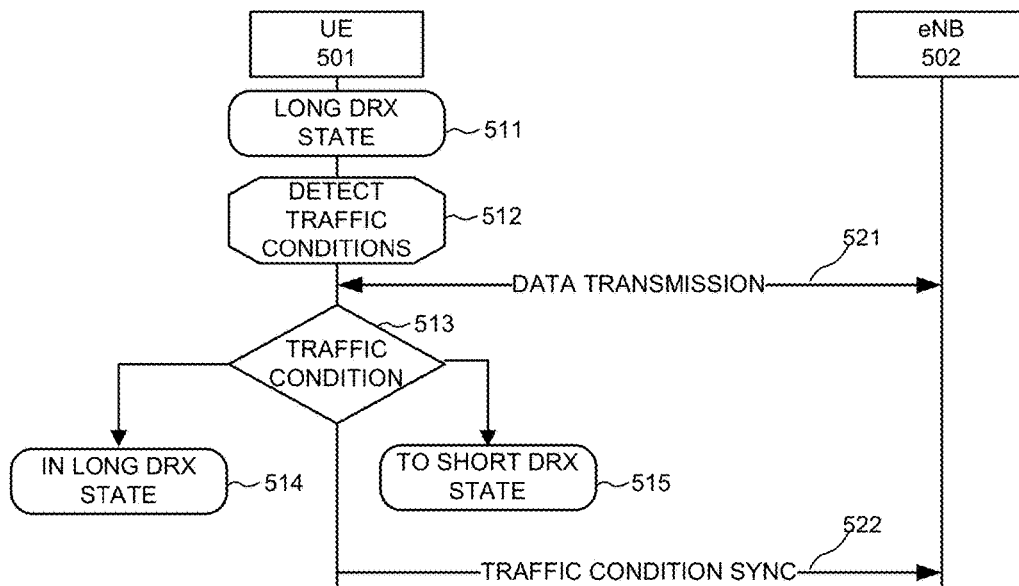 UE
501
eNB
502
LONG DRX
STATE
511
DETECT
TRAFFIC
CONDITIONS
512
521
DATA TRANSMISSION
513
TRAFFIC
CONDITION
IN LONG DRX
STATE
514
TO SHORT DRX
STATE
515
522
TRAFFIC CONDITION SYNC